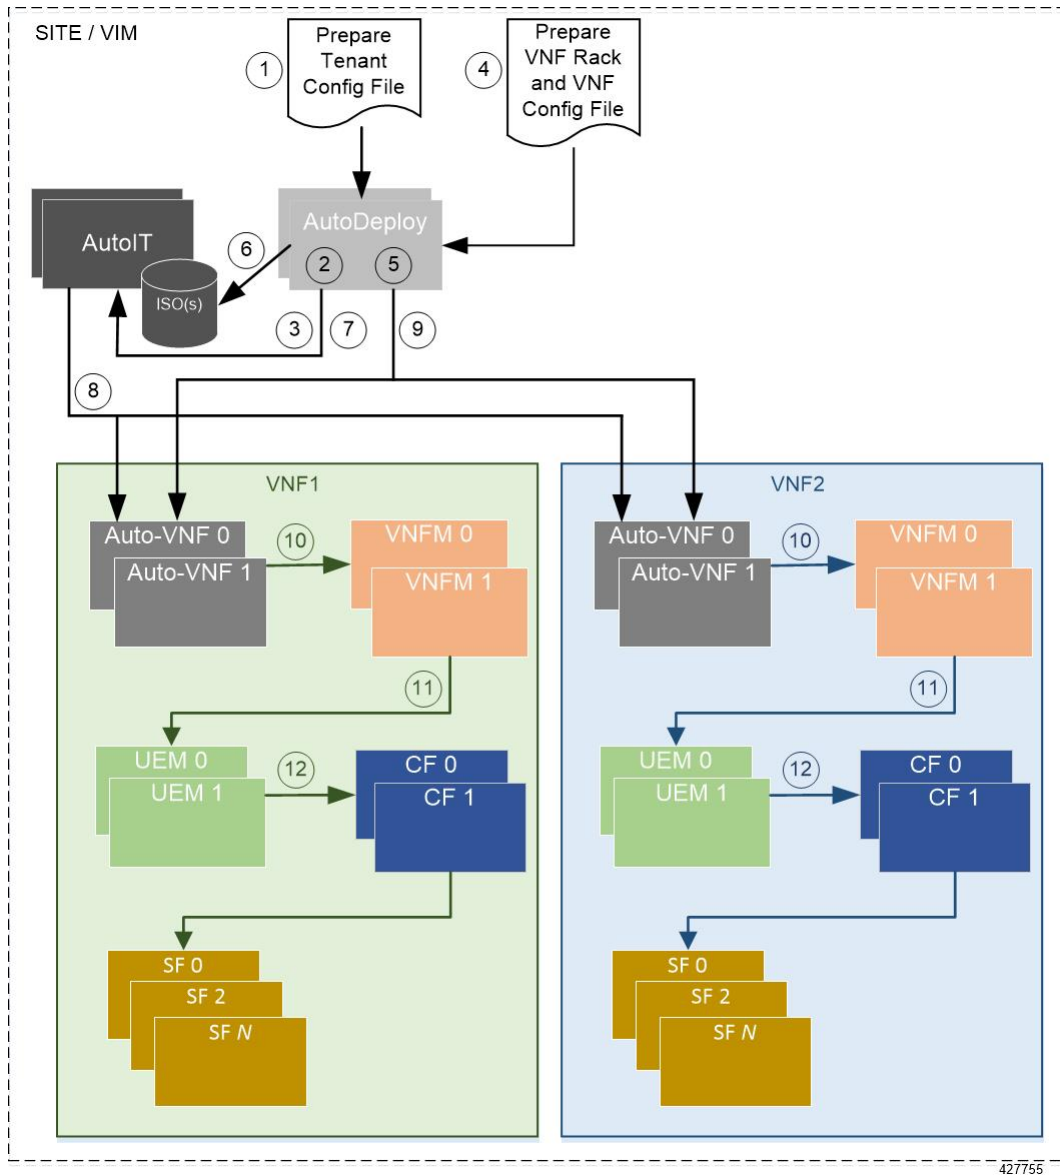 SITE / VIM
1
Prepare
Tenant
Config File
4
Prepare
VNF Rack
and VNF
Config File
AutoIT
ISO(s)
6
AutoDeploy
2
5
3
7
9
8
VNF1
Auto-VNF 0
Auto-VNF 1
10
VNFM 0
VNFM 1
11
UEM 0
UEM 1
12
CF 0
CF 1
SF 0
SF 2
SF N
VNF2
Auto-VNF 0
Auto-VNF 1
10
VNFM 0
VNFM 1
11
UEM 0
UEM 1
12
CF 0
CF 1
SF 0
SF 2
SF N
427755